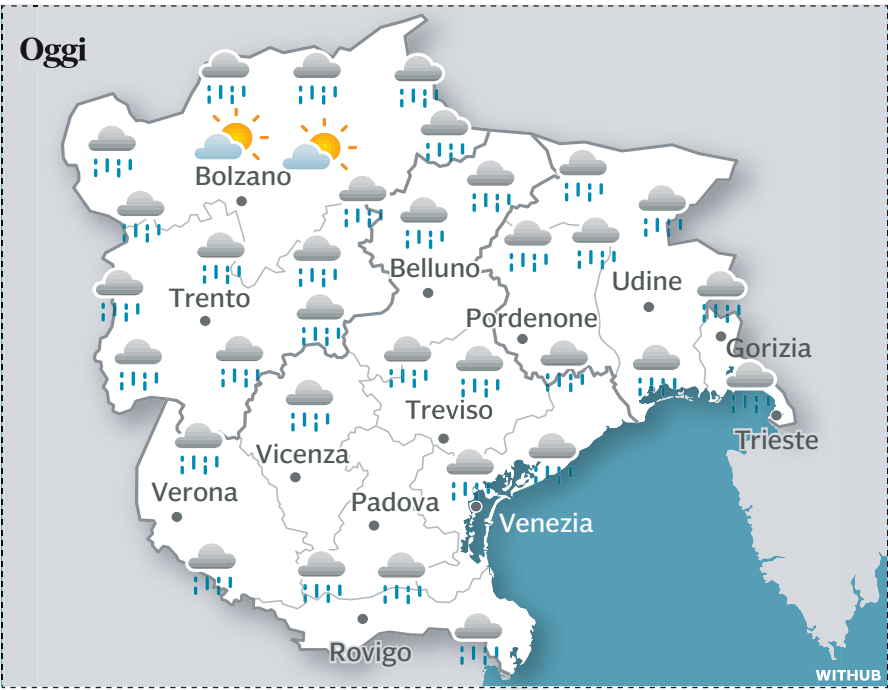 Oggi
Bolzano
Belluno
Udine
Trento
Pordenone
Gorizia
Treviso
Trieste
Vicenza
Verona
Padova
Venezia
Rovigo
WITHUB